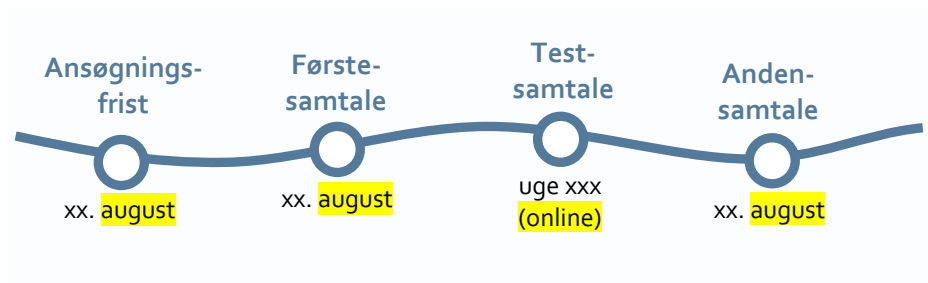 Ansøgnings-
frist
xx. august
Første-
samtale
xx. august
Test-
samtale
uge xxx
(online)
Anden-
samtale
xx. august